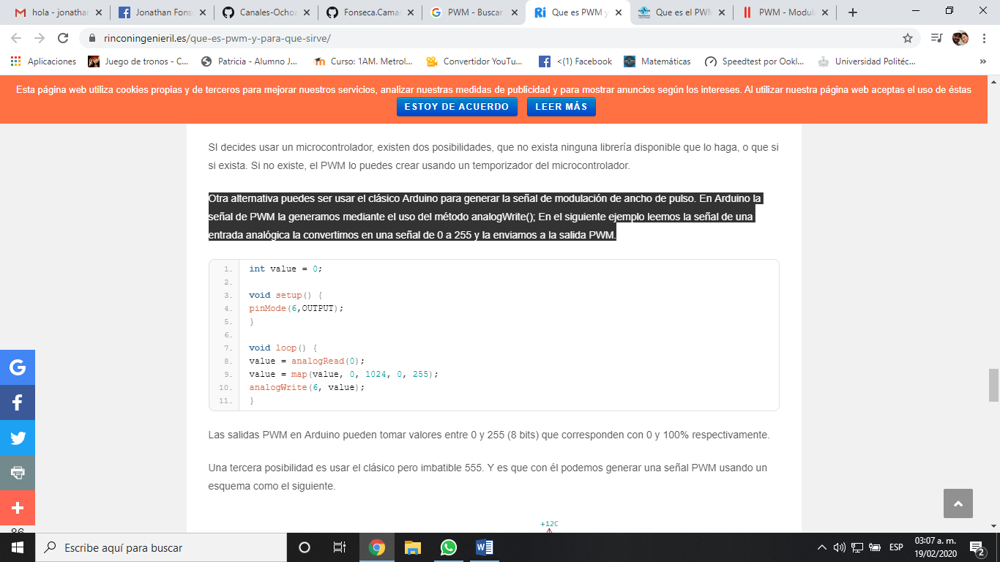 hola - jonathan
Jonathan Fons
Canales-Ochoa
Fonseca.Camar
PWM - Buscar
Que es PWM y
Que es el PWM
PWM - Modul
rinconingenieril.es/que-es-pwm-y-para-que-sirve/
Aplicaciones
Juego de tronos - C...
Patricia - Alumno J...
Curso: 1AM. Metrol...
Convertidor YouTu...
<(1) Facebook
Matemáticas
Speedtest por Ookl...
Universidad Politéc...
»
Esta página web utiliza cookies propias y de terceros para mejorar nuestros servicios, analizar nuestras medidas de publicidad y para mostrar anuncios según los intereses. Al utilizar nuestra página web aceptas el uso de éstas
ESTOY DE ACUERDO LEER MÁS
SI decides usar un microcontrolador, existen dos posibilidades, que no exista ninguna librería disponible que lo haga, o que si
si exista. Si no existe, el PWM lo puedes crear usando un temporizador del microcontrolador.
Otra alternativa puedes ser usar el clásico Arduino para generar la señal de modulación de ancho de pulso. En Arduino la
señal de PWM la generamos mediante el uso del método analogWrite(); En el siguiente ejemplo leemos la señal de una
entrada analógica la convertimos en una señal de 0 a 255 y la enviamos a la salida PWM.
1. int value = 0;
2.
3. void setup() {
4. pinMode(6,OUTPUT);
5. }
6.
7. void loop() {
8. value = analogRead(0);
9. value = map(value, 0, 1024, 0, 255);
10. analogWrite(6, value);
11. }
Las salidas PWM en Arduino pueden tomar valores entre 0 y 255 (8 bits) que corresponden con 0 y 100% respectivamente.
Una tercera posibilidad es usar el clásico pero imbatible 555. Y es que con él podemos generar una señal PWM usando un
esquema como el siguiente.
86
Escribe aquí para buscar
ESP
03:07 a. m.
19/02/2020
2